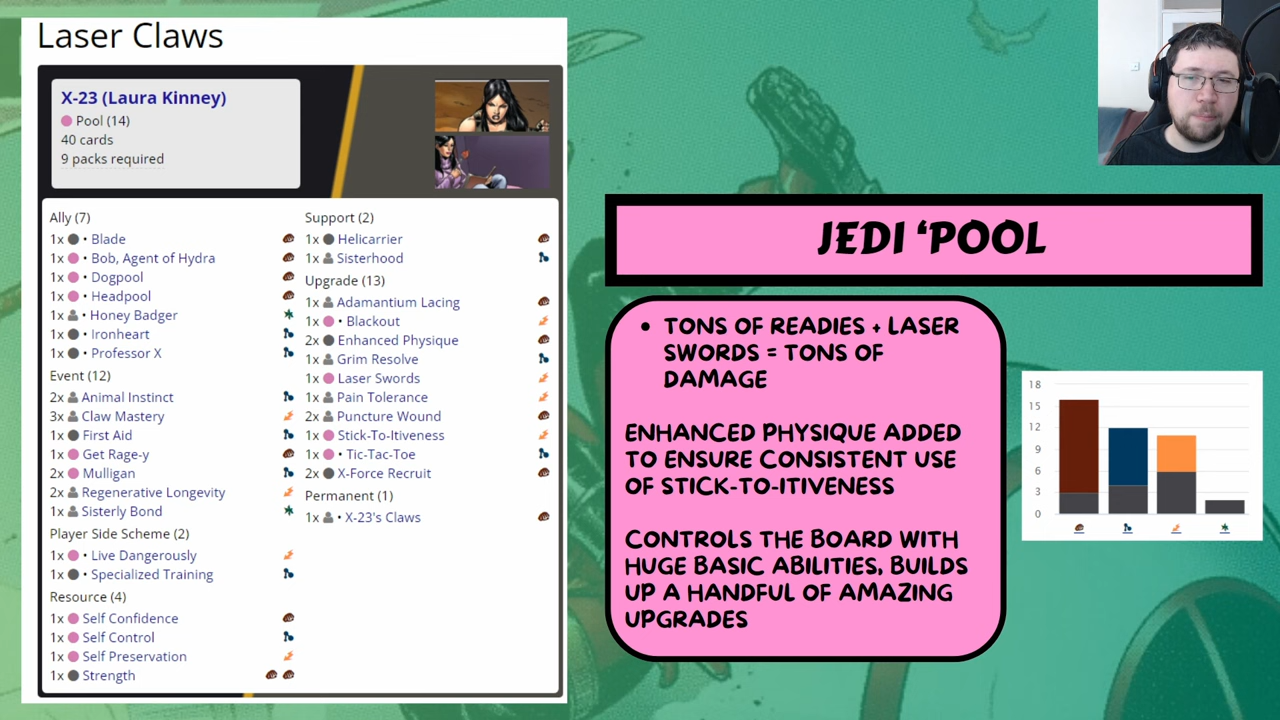 Laser Claws
X-23 (Laura Kinney)
Pool (14)
40 cards
9 packs required
Ally (7)
1x • Blade
1x • Bob, Agent of Hydra
1x • Dogpool
1x • Headpool
1x • Honey Badger
1x • Ironheart
1x • Professor X
Event (12)
2x Animal Instinct
3x Claw Mastery
1x First Aid
1x Get Rage-y
2x Mulligan
2x Regenerative Longevity
1x Sisterly Bond
Player Side Scheme (2)
1x • Live Dangerously
1x • Specialized Training
Resource (4)
1x Self Confidence
1x Self Control
1x Self Preservation
1x Strength
Support (2)
1x Helicarrier
1x Sisterhood
Upgrade (13)
1x Adamantium Lacing
1x • Blackout
2x Enhanced Physique
1x Grim Resolve
1x Laser Swords
1x Pain Tolerance
2x Puncture Wound
1x Stick-To-Itiveness
1x • Tic-Tac-Toe
2x X-Force Recruit
Permanent (1)
1x • X-23's Claws
JEDI ‘POOL
• TONS OF READIES + LASER
SWORDS = TONS OF
DAMAGE
ENHANCED PHYSIQUE ADDED
TO ENSURE CONSISTENT USE
OF STICK-TO-ITIVENESS
CONTROLS THE BOARD WITH
HUGE BASIC ABILITIES, BUILDS
UP A HANDFUL OF AMAZING
UPGRADES
18
15
12
9
6
3
0